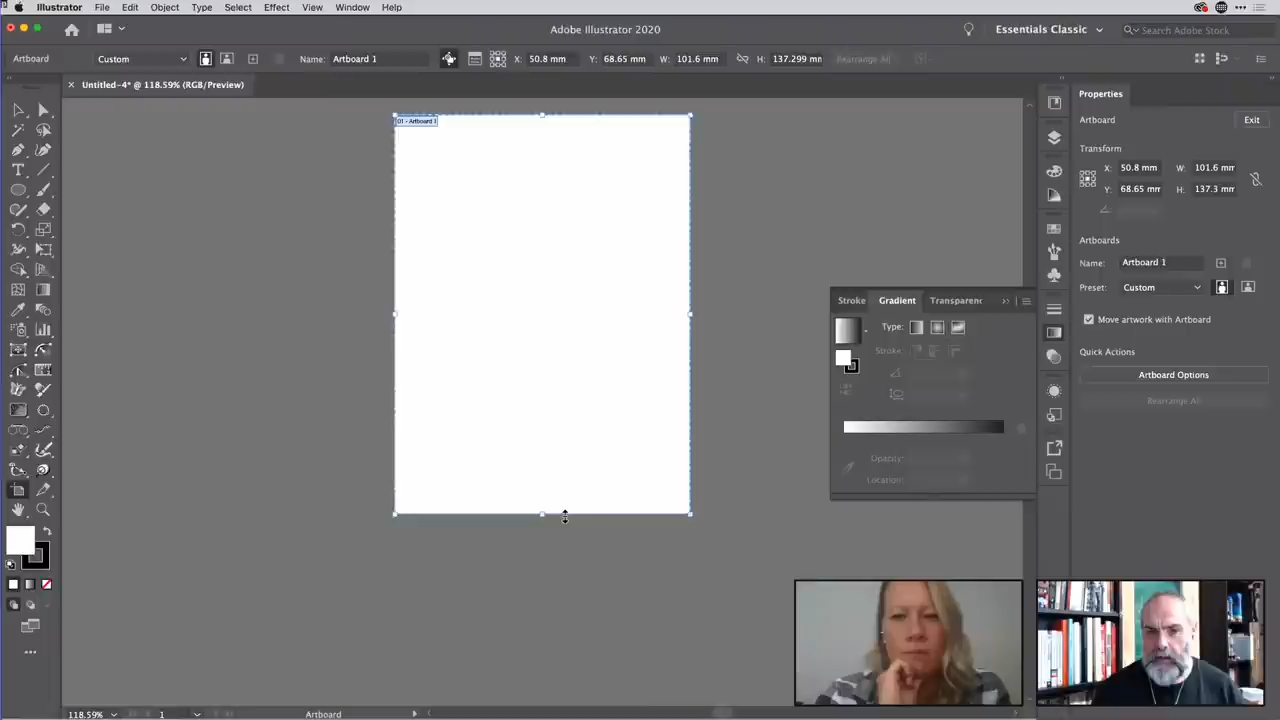 Illustrator File Edit Object Type Select Effect View Window Help
Adobe Illustrator 2020
Essentials Classic
Search Adobe Stock
Artboard Custom Name: Artboard 1 X: 50.8 mm Y: 68.65 mm W: 101.6 mm H: 137.299 mm Rearrange All
× Untitled-4* @ 118.59% (RGB/Preview)
01 - Artboard 1
Properties
Artboard Exit
Transform
X: 50.8 mm W: 101.6 mm
Y: 68.65 mm H: 137.3 mm
Artboards
Name: Artboard 1
Preset: Custom
Move artwork with Artboard
Quick Actions
Artboard Options
Rearrange All
Stroke Gradient Transparenc
Type:
Stroke:
Opacity:
Location:
118.59% 1 Artboard